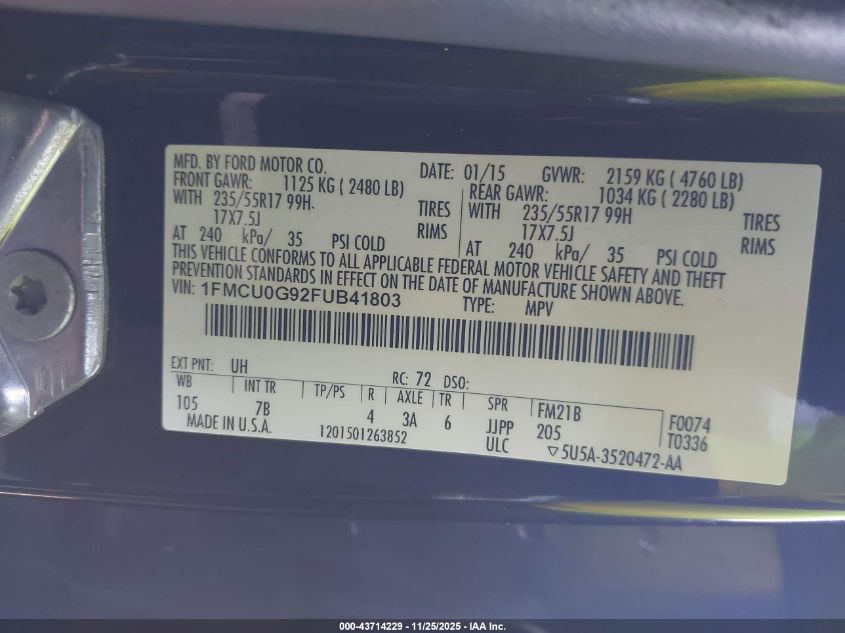 MFD. BY FORD MOTOR CO. DATE: 01/15 GVWR: 2159 KG ( 4760 LB)
FRONT GAWR: 1125 KG ( 2480 LB) REAR GAWR: 1034 KG ( 2280 LB)
WITH 235/55R17 99H. TIRES WITH 235/55R17 99H TIRES
17X7.5J RIMS 17X7.5J RIMS
AT 240 kPa/ 35 PSI COLD AT 240 kPa/ 35 PSI COLD
THIS VEHICLE CONFORMS TO ALL APPLICABLE FEDERAL MOTOR VEHICLE SAFETY AND THEFT
PREVENTION STANDARDS IN EFFECT ON THE DATE OF MANUFACTURE SHOWN ABOVE.
VIN: 1FMCU0G92FUB41803 TYPE: MPV
EXT PNT: UH RC: 72 DSO:
WB INT TR TP/PS R AXLE TR SPR FM21B F0074
105 7B 4 3A 6 JJPP 205 T0336
MADE IN U.S.A. 1201501263852 ULC ▽5U5A-3520472-AA
000-43714229 - 11/25/2025 - IAA Inc.